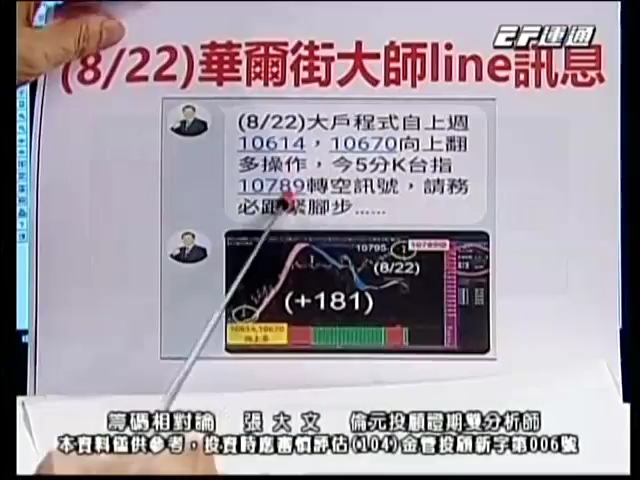 EF運通
(8/22)華爾街大師line訊息
(8/22)大戶程式自上週
10614，10670向上翻
多操作，今5分K台指
10789轉空訊號，請務
必跟緊腳步......
10795
10789
(8/22)
(+181)
10614,10670
籌碼相對論 張大文 倫元投顧證期雙分析師
本資料僅供參考，投資時應審慎評估(104)金管投顧新字第006號